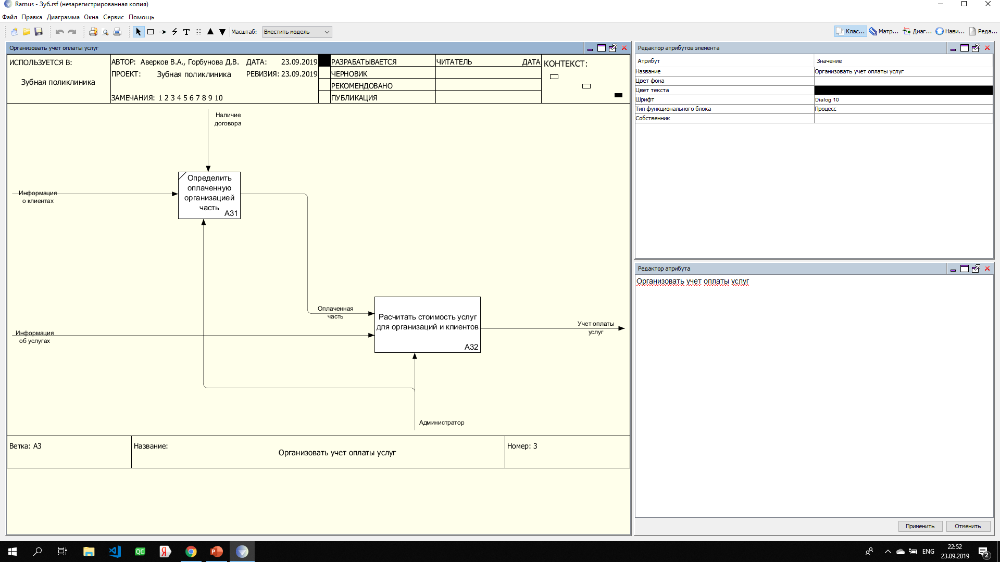 Ramus - Зуб.rsf (незарегистрированная копия)
Файл Правка Диаграмма Окна Сервис Помощь
Масштаб: Вместить модель
Клас... Матр... Диаг... Нави... Реда...
Организовать учет оплаты услуг
ИСПОЛЬЗУЕТСЯ В:
Зубная поликлиника
АВТОР: Аверков В.А., Горбунова Д.В. ДАТА: 23.09.2019
ПРОЕКТ: Зубная поликлиника РЕВИЗИЯ: 23.09.2019
ЗАМЕЧАНИЯ: 1 2 3 4 5 6 7 8 9 10
РАЗРАБАТЫВАЕТСЯ
ЧЕРНОВИК
РЕКОМЕНДОВАНО
ПУБЛИКАЦИЯ
ЧИТАТЕЛЬ ДАТА
КОНТЕКСТ:
Наличие
договора
Информация
о клиентах
Определить
оплаченную
организацией
часть
A31
Оплаченная
часть
Информация
об услугах
Расчитать стоимость услуг
для организаций и клиентов
A32
Учет оплаты
услуг
Администратор
Ветка: A3
Название:
Организовать учет оплаты услуг
Номер: 3
Редактор атрибутов элемента
Атрибут Значение
Название Организовать учет оплаты услуг
Цвет фона
Цвет текста
Шрифт Dialog 10
Тип функционального блока Процесс
Собственник
Редактор атрибута
Организовать учет оплаты услуг
Применить Отменить
QC
Я
P
ENG
22:52
23.09.2019
2